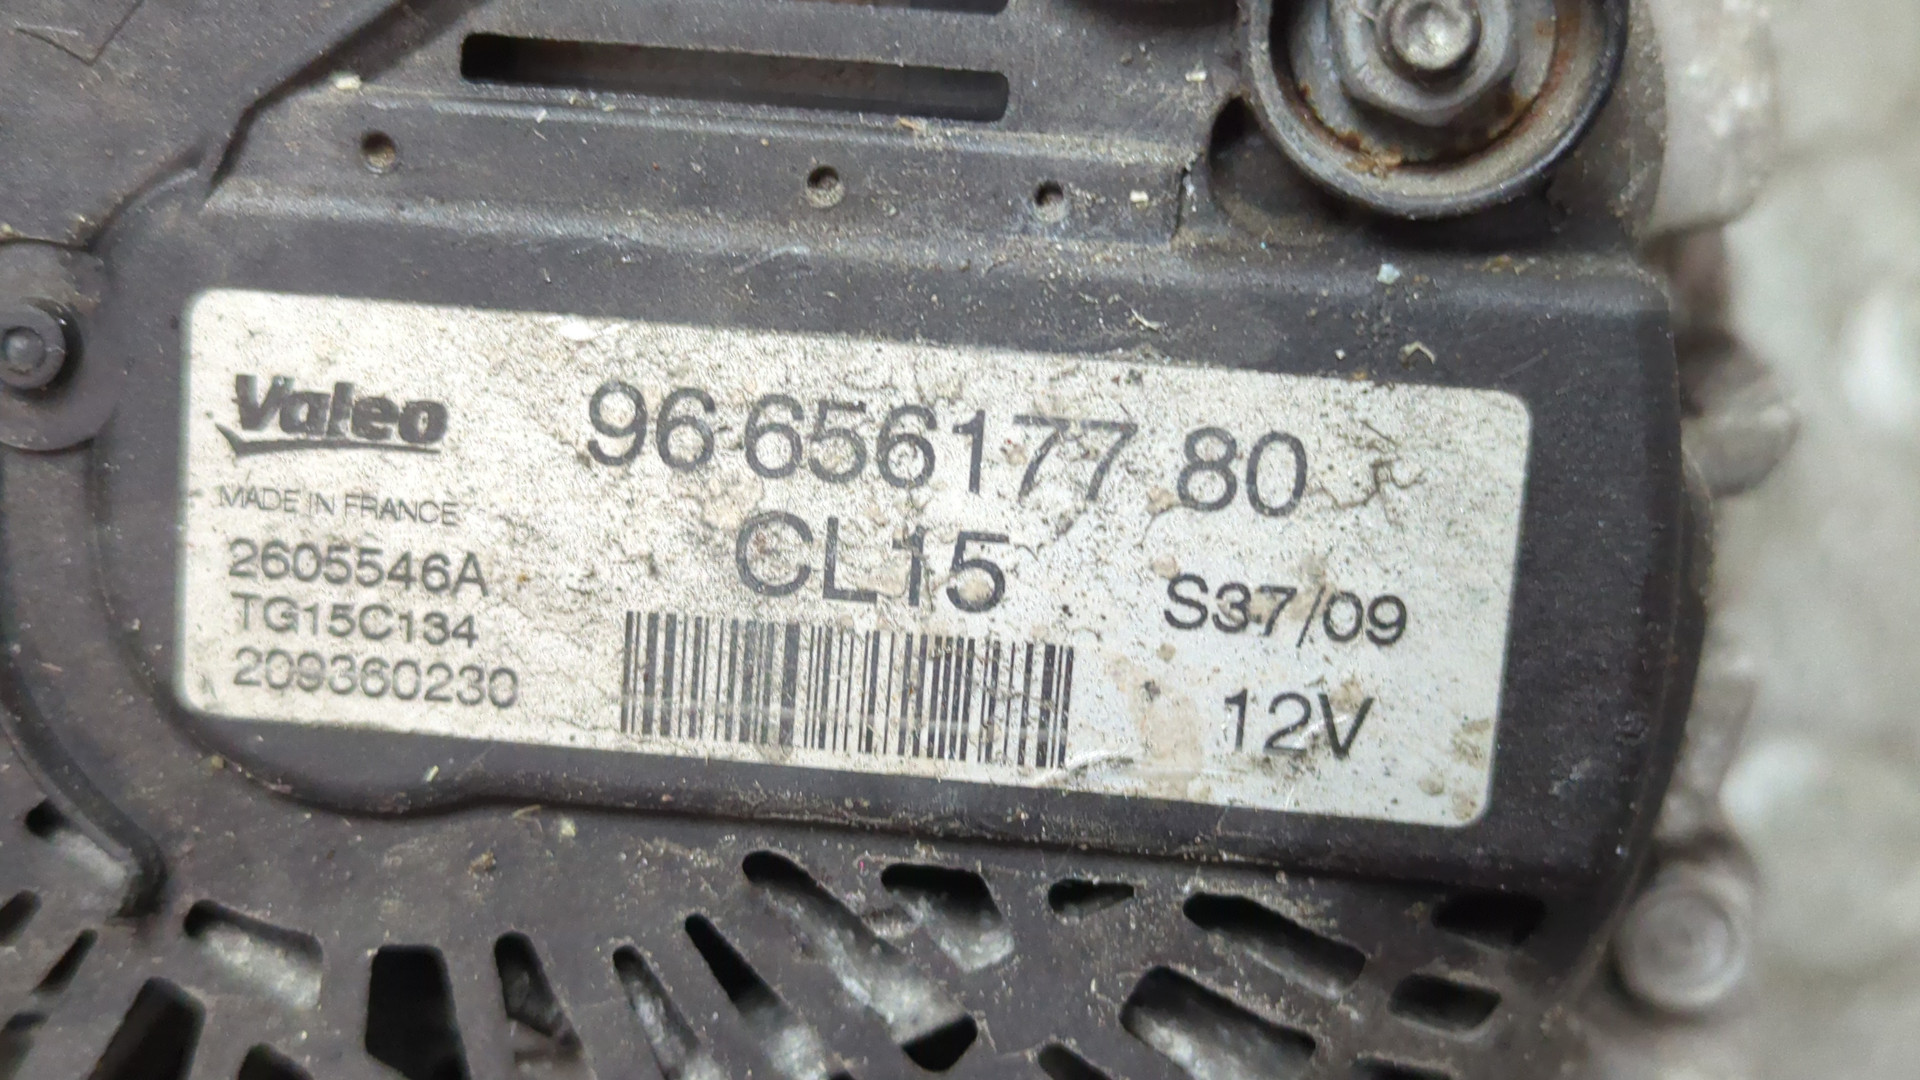 Valeo
96 656177 80
MADE IN FRANCE
CL15
2605546A
S37/09
TG15C134
209360230
12V